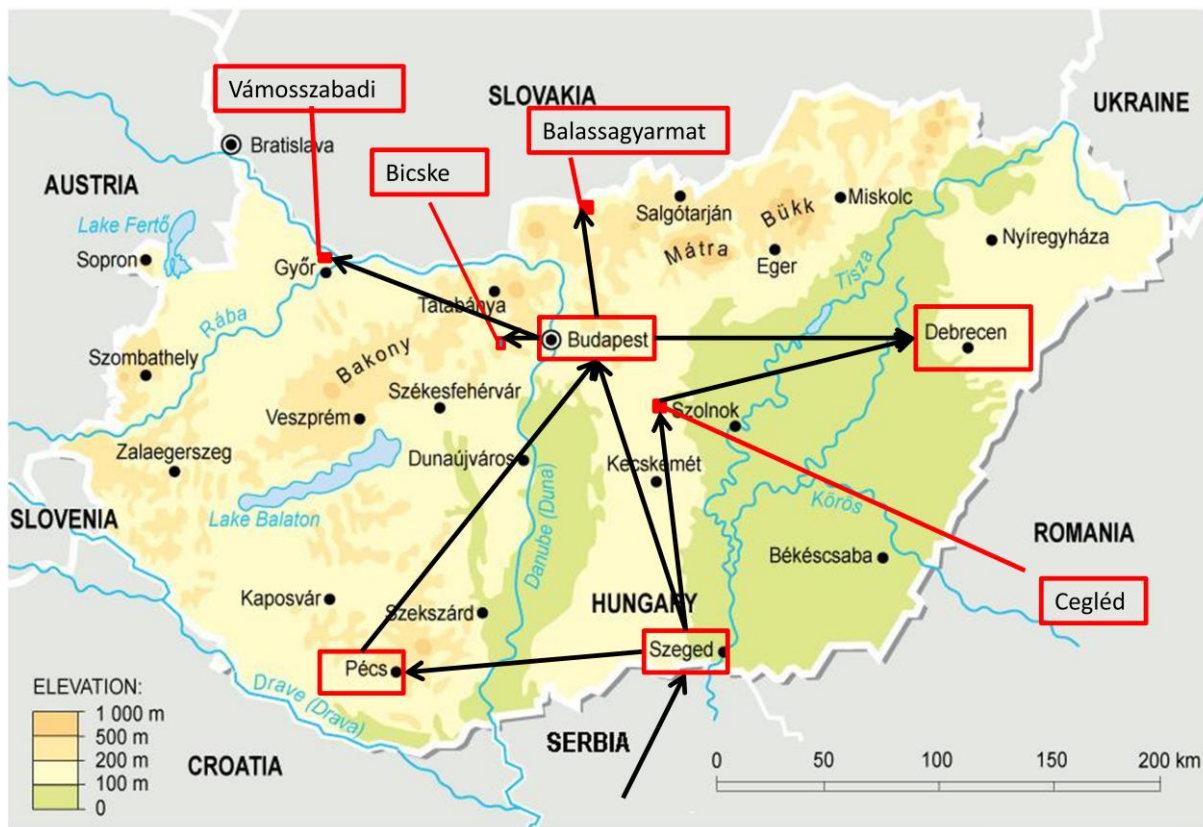 Vámosszabadi
SLOVAKIA
UKRAINE
Balassagyarmat
Bratislava
Bicske
AUSTRIA
Miskolc
Salgótarján
Bükk
Lake Fertő
Mátra
Nyíregyháza
Sopron
Győr
Eger
Tisza
Tatabánya
Rába
Budapest
Debrecen
Szombathely
Bakony
Székesfehérvár
Szolnok
Veszprém
Zalaegerszeg
Dunaújváros
Kecskemét
Körös
SLOVENIA
Lake Balaton
Danube (Duna)
ROMANIA
Békéscsaba
Kaposvár
Szekszárd
HUNGARY
Cegléd
Pécs
Szeged
ELEVATION:
Drave (Drava)
1 000 m
500 m
200 m
100 m
0
SERBIA
CROATIA
0 50 100 150 200 km